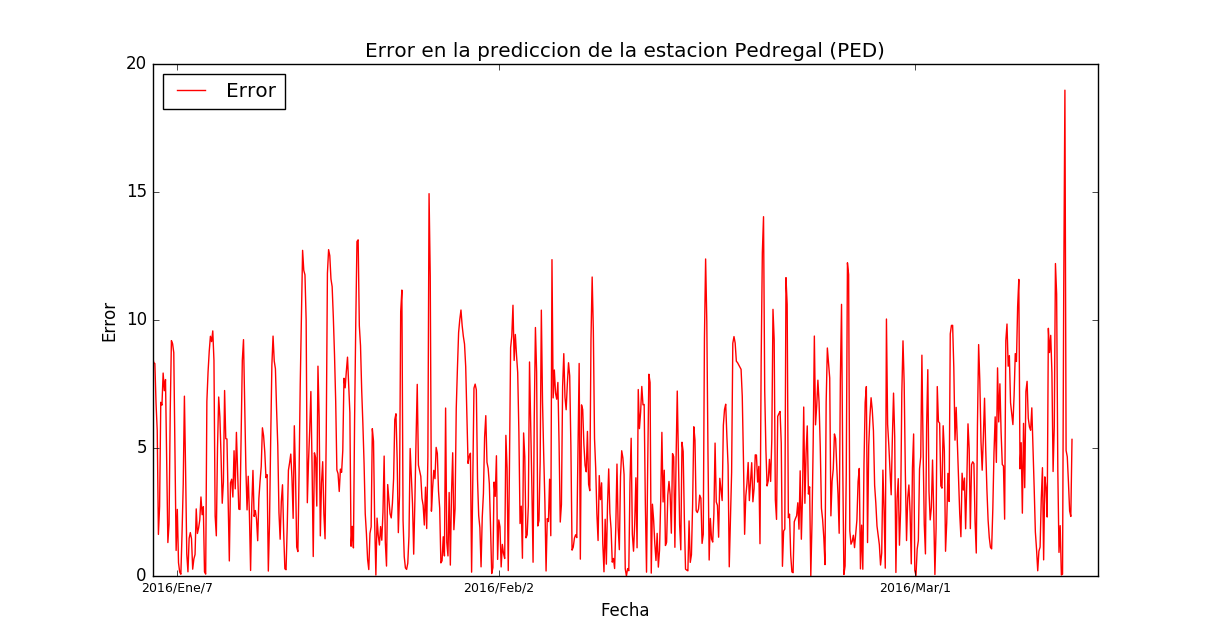 Error en la prediccion de la estacion Pedregal (PED)
Error
20
15
10
5
0
Error
2016/Ene/7
2016/Feb/2
2016/Mar/1
Fecha